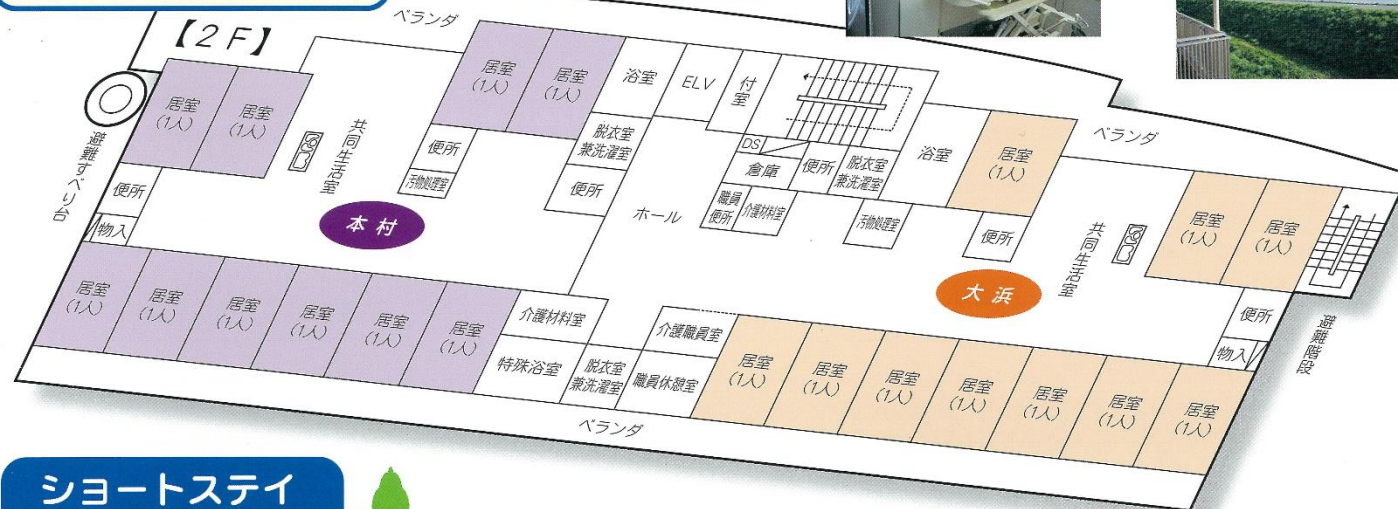 【2F】
ベランダ
居室
(1人)
居室
(1人)
共同生活室
避難すべり台
便所
物入
本村
居室
(1人)
居室
(1人)
浴室
ELV
付室
便所
汚物処理室
脱衣室
兼洗濯室
便所
ホール
DS
倉庫
便所
脱衣室
兼洗濯室
職員
便所
介護材料室
汚物処理室
浴室
居室
(1人)
便所
ベランダ
共同生活室
大浜
居室
(1人)
居室
(1人)
便所
物入
避難階段
居室
(1人)
居室
(1人)
居室
(1人)
居室
(1人)
居室
(1人)
居室
(1人)
介護材料室
特殊浴室
脱衣室
兼洗濯室
介護職員室
職員休憩室
居室
(1人)
居室
(1人)
居室
(1人)
居室
(1人)
居室
(1人)
居室
(1人)
居室
(1人)
ベランダ
ショートステイ